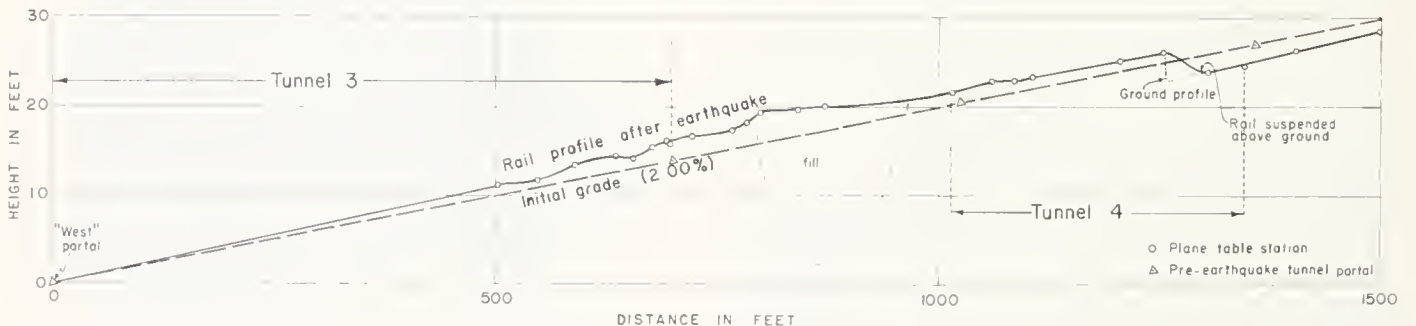 30
20
10
0
HEIGHT IN FEET
Tunnel 3
Rail profile after earthquake
Initial grade (2.00%)
fill
"West"
portal
Ground profile
Rail suspended
above ground
Tunnel 4
Plane table station
Pre-earthquake tunnel portal
0
500
1000
1500
DISTANCE IN FEET